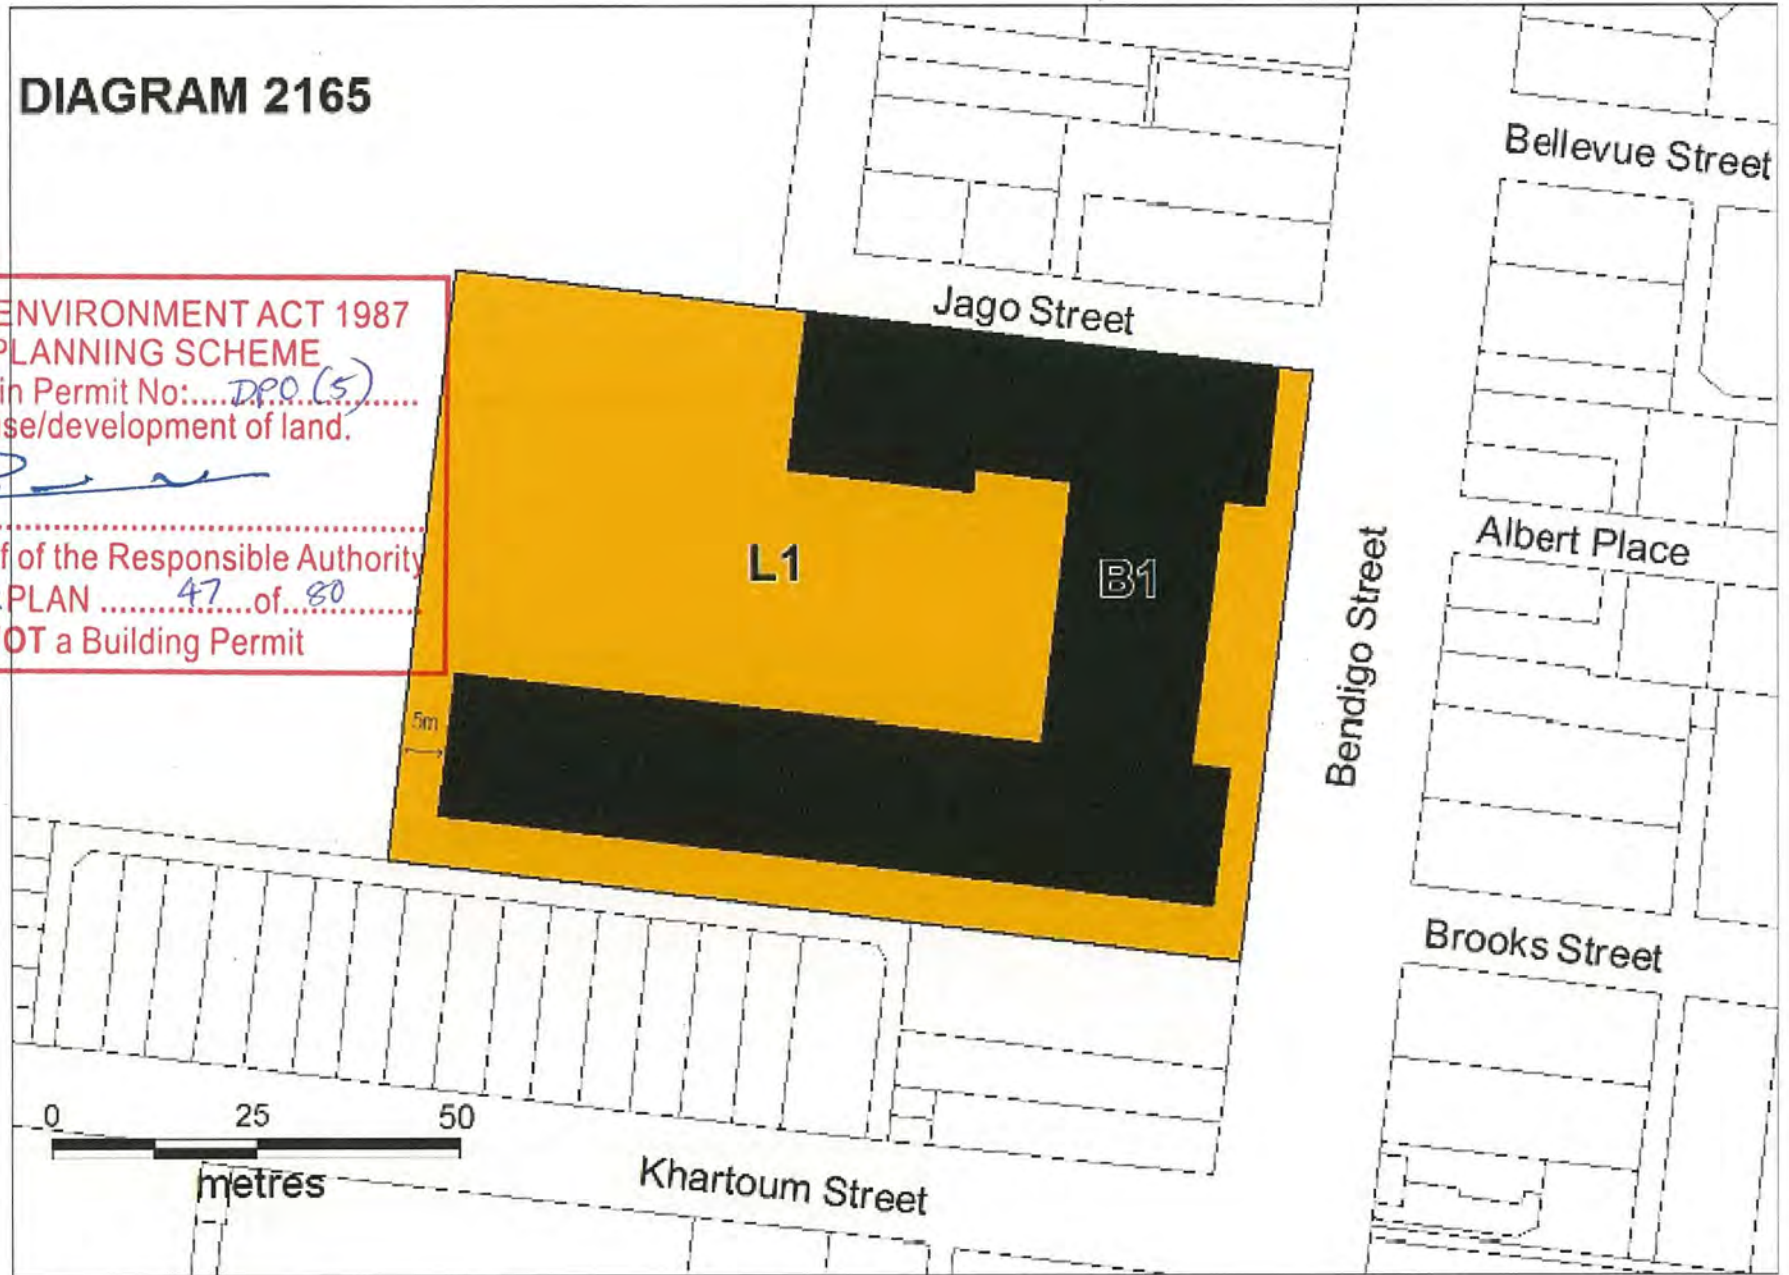 DIAGRAM 2165
Bellevue Street
Jago Street
ENVIRONMENT ACT 1987
PLANNING SCHEME
in Permit No:.....DPO (5).....
se/development of land.
f of the Responsible Authority
PLAN ..............47....of...80..............
OT a Building Permit
L1
B1
Albert Place
Bendigo Street
5m
Brooks Street
0 25 50
metres
Khartoum Street